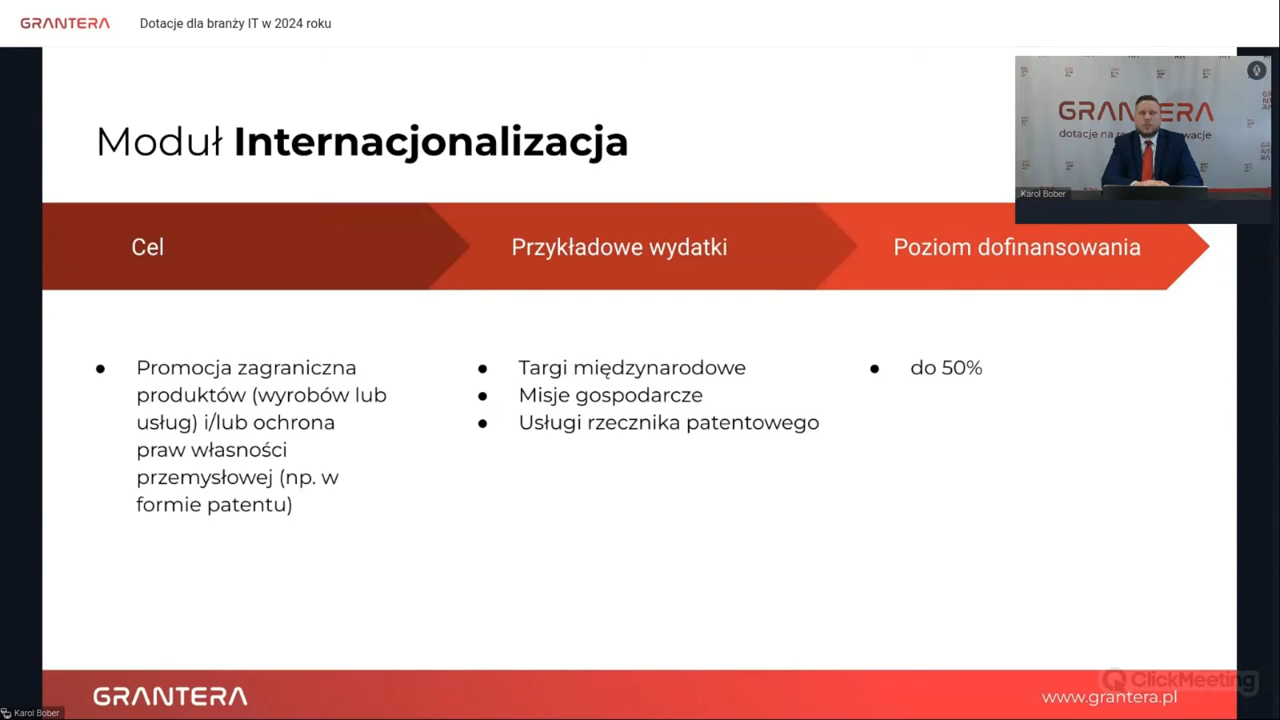 GRANTERA
Dotacje dla branży IT w 2024 roku
Moduł Internacjonalizacja
GRANTERA
Karol Bober
Cel
Przykładowe wydatki
Poziom dofinansowania
Promocja zagraniczna
produktów (wyrobów lub
usług) i/lub ochrona
praw własności
przemysłowej (np. w
formie patentu)
Targi międzynarodowe
Misje gospodarcze
Usługi rzecznika patentowego
do 50%
GRANTERA
ClickMeeting
www.grantera.pl
Karol Bober